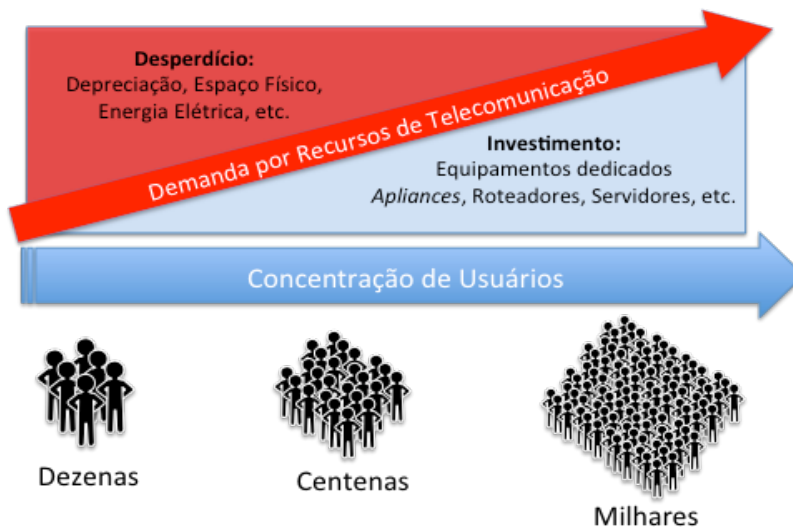 Desperdício:
Depreciação, Espaço Físico,
Energia Elétrica, etc.
Demanda por Recursos de Telecomunicação
Investimento:
Equipamentos dedicados
Apliances, Roteadores, Servidores, etc.
Concentração de Usuários
Dezenas
Centenas
Milhares